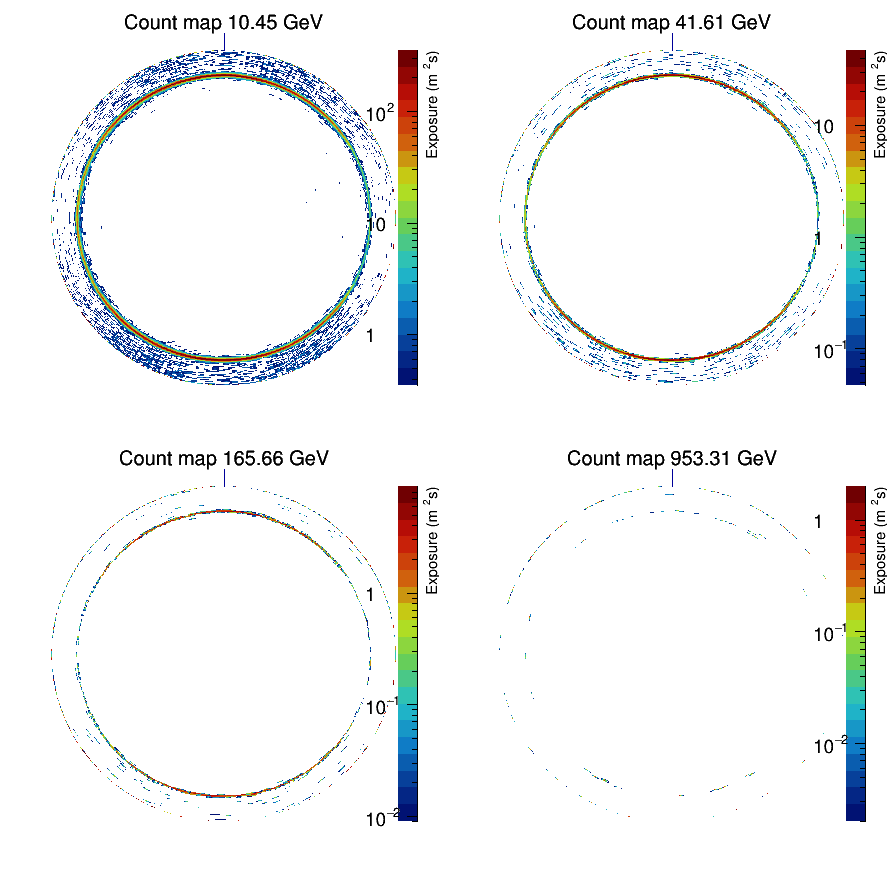 Count map 10.45 GeV
Exposure (m²s)
10²
10
1
Count map 41.61 GeV
Exposure (m²s)
10
1
10⁻¹
Count map 165.66 GeV
Exposure (m²s)
1
10⁻¹
10⁻²
Count map 953.31 GeV
Exposure (m²s)
1
10⁻¹
10⁻²